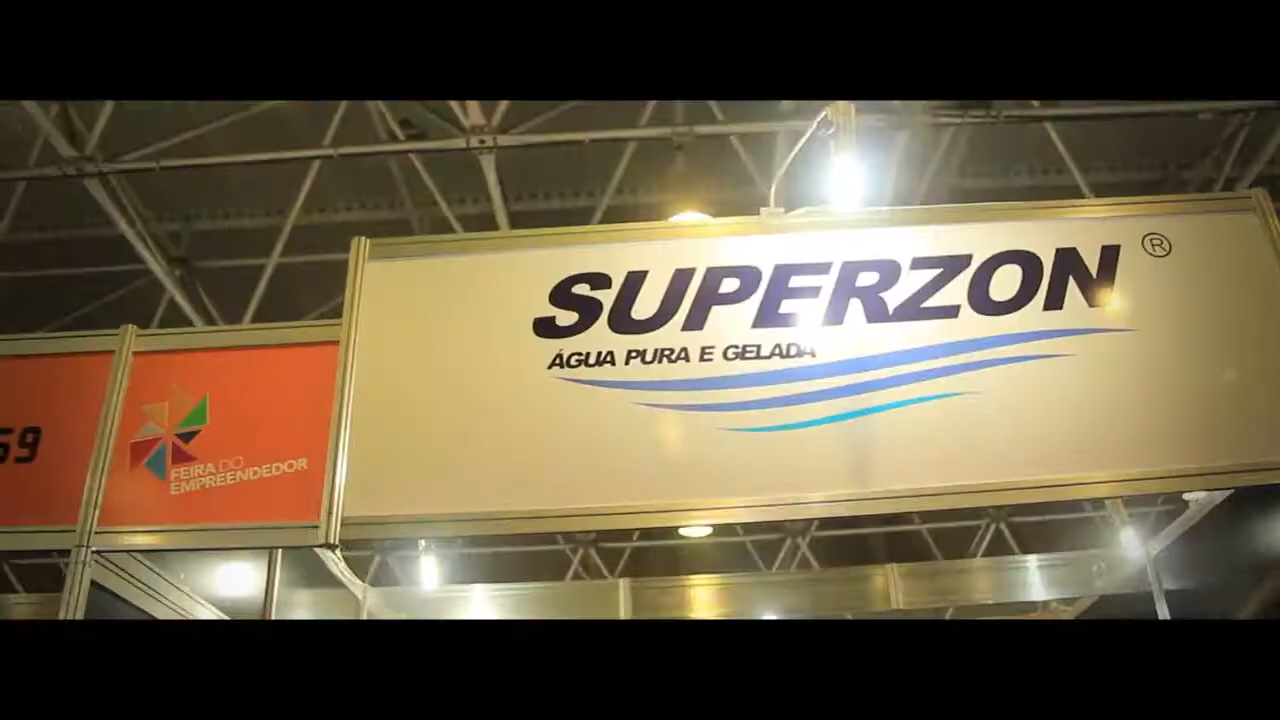 SUPERZON ®
ÁGUA PURA E GELADA
59
FEIRA DO
EMPREENDEDOR